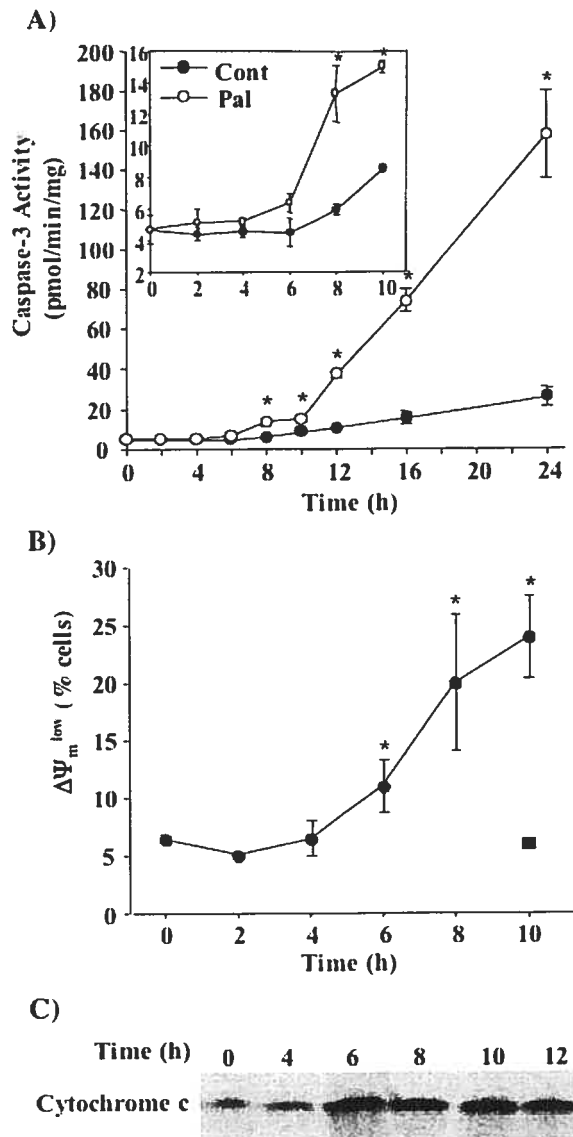 A)
Caspase-3 Activity
(pmol/min/mg)
200
180
160
140
120
100
80
60
40
20
0
16
14
12
10
8
6
4
2
Cont
Pal
0 2 4 6 8 10
* *
* * * * *
0 4 8 12 16 20 24
Time (h)
B)
ΔΨm low ( % cells)
30
25
20
15
10
5
0
* * *
0 2 4 6 8 10
Time (h)
C)
Time (h) 0 4 6 8 10 12
Cytochrome c